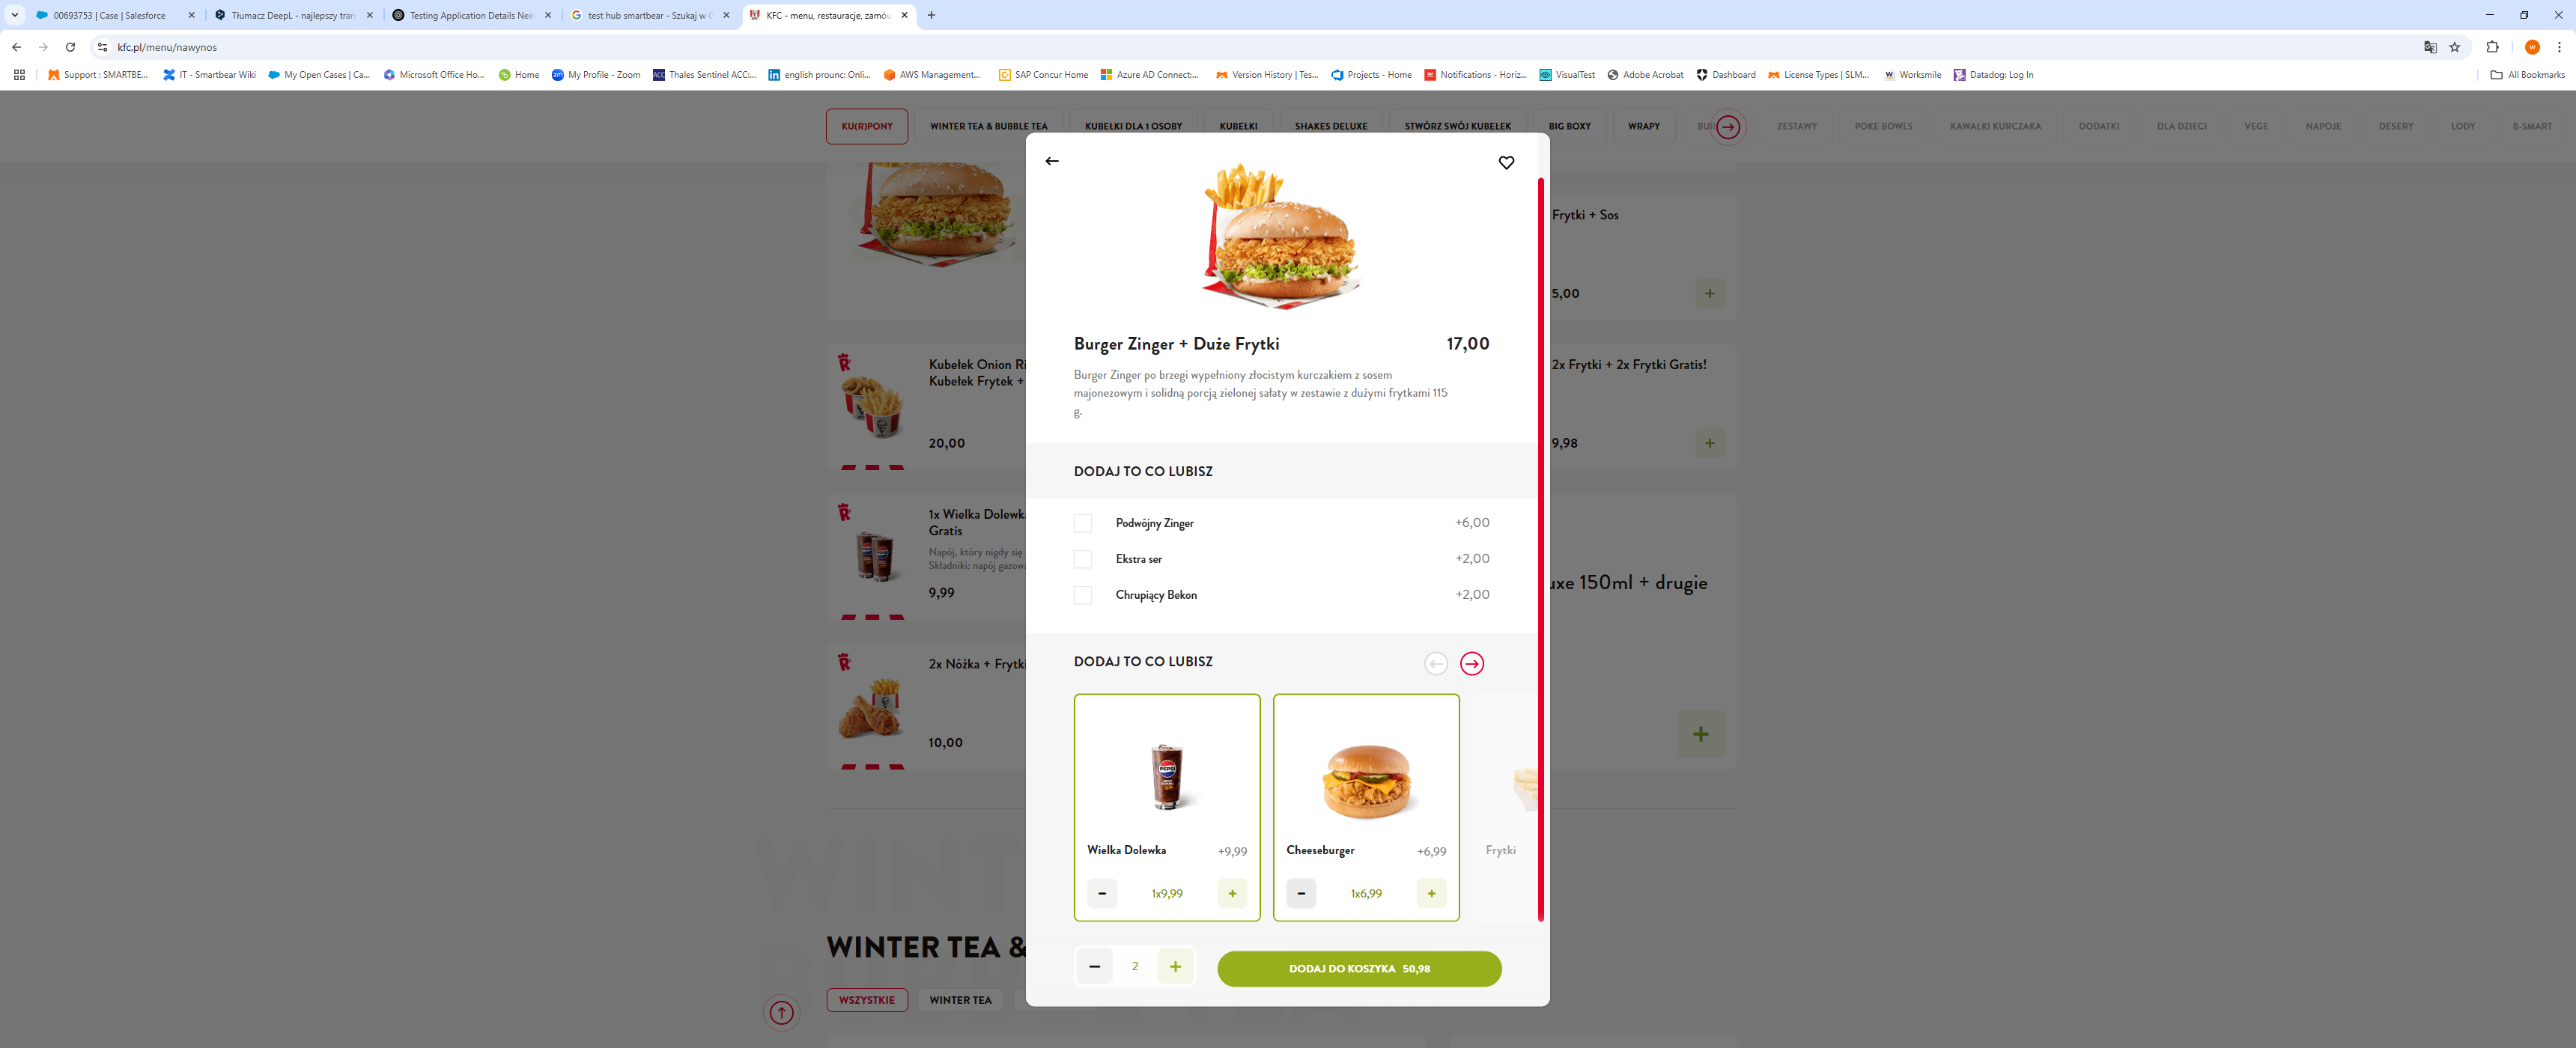 00693753 | Case | Salesforce
Tłumacz DeepL - najlepszy tran
Testing Application Details Nee
test hub smartbear - Szukaj w G
KFC - menu, restauracje, zamów
kfc.pl/menu/nawynos
W
Support : SMARTBE...
IT - Smartbear Wiki
My Open Cases | Ca...
Microsoft Office Ho...
Home
My Profile - Zoom
Thales Sentinel ACC:...
english prounc: Onli...
AWS Management...
SAP Concur Home
Azure AD Connect:...
Version History | Tes...
Projects - Home
Notifications - Horiz...
VisualTest
Adobe Acrobat
Dashboard
License Types | SLM...
Worksmile
Datadog: Log In
All Bookmarks
KU(R)PONY
WINTER TEA & BUBBLE TEA
KUBEŁKI DLA 1 OSOBY
KUBEŁKI
SHAKES DELUXE
STWÓRZ SWÓJ KUBEŁEK
BIG BOXY
WRAPY
BUR
ZESTAWY
POKE BOWLS
KAWAŁKI KURCZAKA
DODATKI
DLA DZIECI
VEGE
NAPOJE
DESERY
LODY
B-SMART
Frytki + Sos
5,00
Kubełek Onion Ri
Kubełek Frytek +
20,00
2x Frytki + 2x Frytki Gratis!
9,98
1x Wielka Dolewk
Gratis
Napój, który nigdy się
Składniki: napój gazow
9,99
uxe 150ml + drugie
2x Nóżka + Frytki
10,00
Burger Zinger + Duże Frytki
17,00
Burger Zinger po brzegi wypełniony złocistym kurczakiem z sosem
majonezowym i solidną porcją zielonej sałaty w zestawie z dużymi frytkami 115
g.
DODAJ TO CO LUBISZ
Podwójny Zinger +6,00
Ekstra ser +2,00
Chrupiący Bekon +2,00
DODAJ TO CO LUBISZ
PEPSI
Wielka Dolewka +9,99
1x9,99
Cheeseburger +6,99
1x6,99
Frytki
2
DODAJ DO KOSZYKA 50,98
WINT
WINTER TEA &
WSZYSTKIE
WINTER TEA